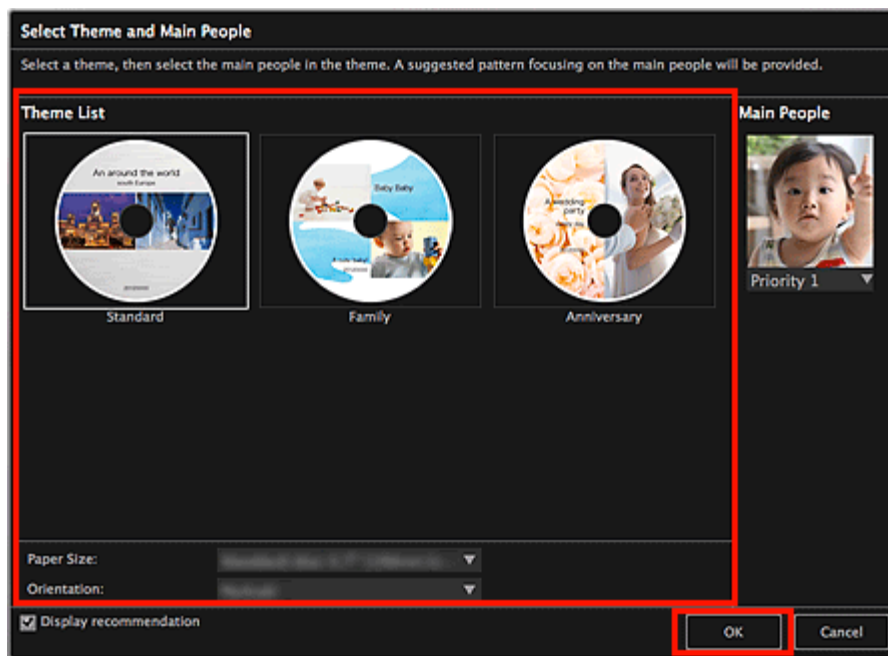 Select Theme and Main People
Select a theme, then select the main people in the theme. A suggested pattern focusing on the main people will be provided.
Theme List
Main People
An around the world
south Europe
Baby Baby
A wedding
party
Priority 1
Standard
Family
Anniversary
Paper Size:
Orientation:
Display recommendation
OK
Cancel